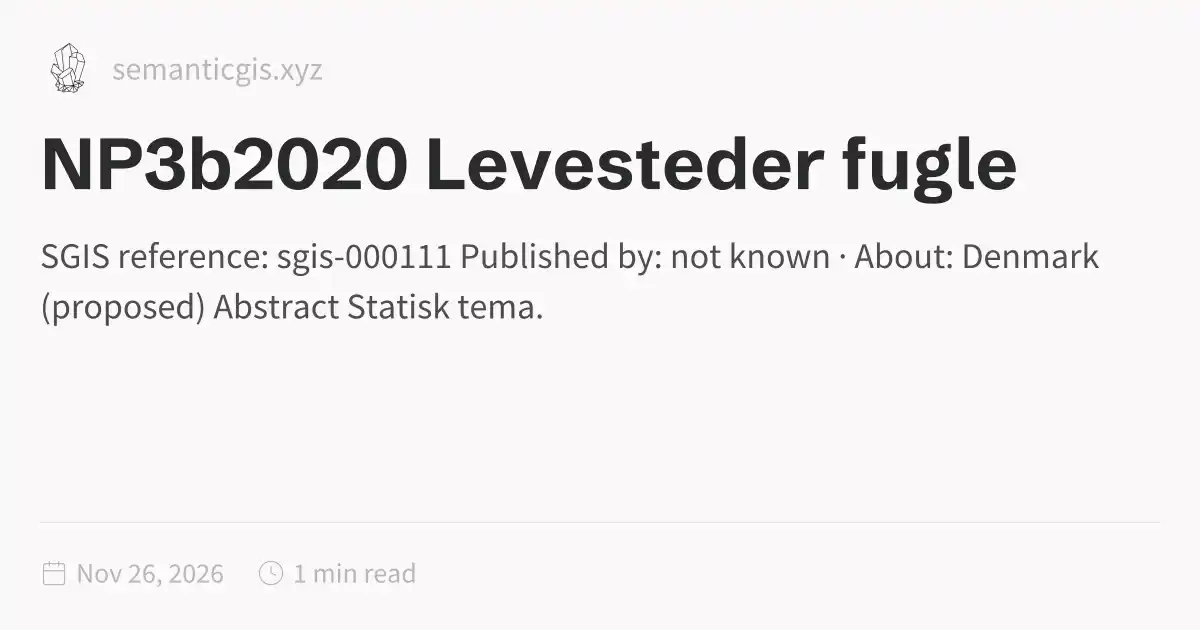 semanticgis.xyz
NP3b2020 Levesteder fugle
SGIS reference: sgis-000111 Published by: not known · About: Denmark
(proposed) Abstract Statisk tema.
Nov 26, 2026 1 min read